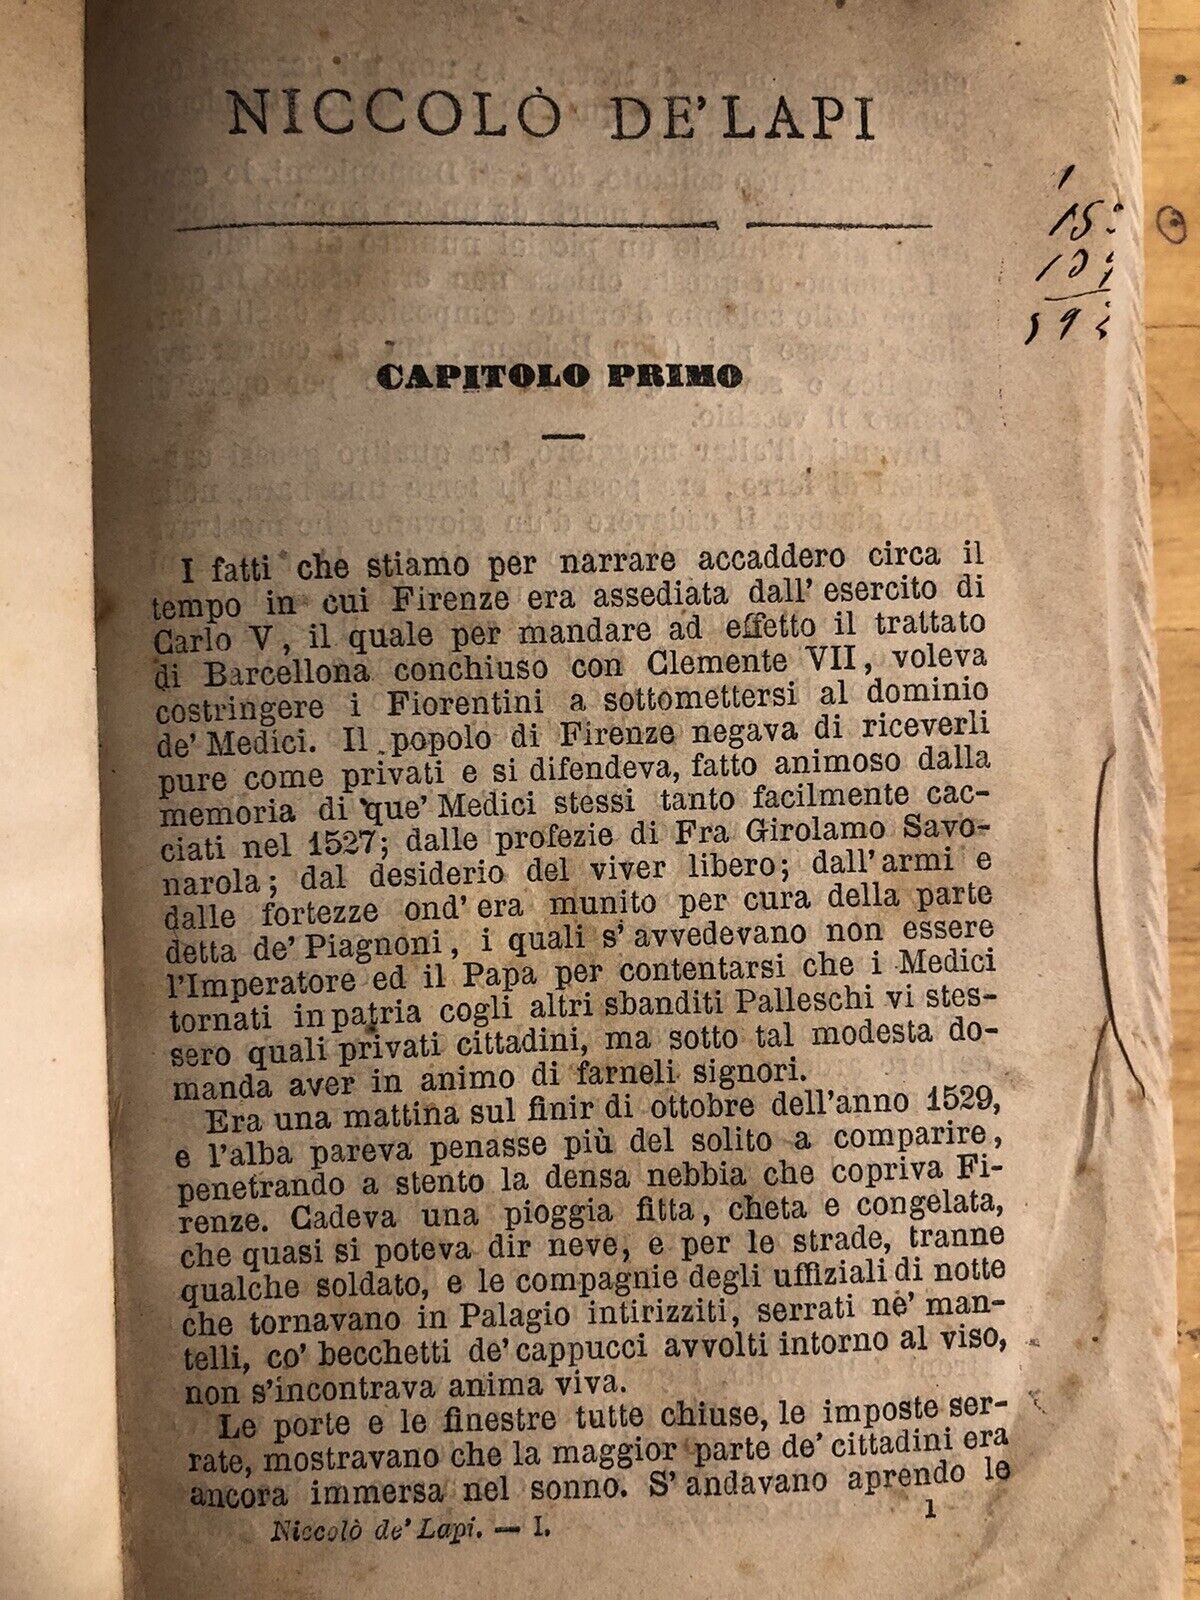 NICCOLÒ DE' LAPI
CAPITOLO PRIMO
I fatti che stiamo per narrare accaddero circa il
tempo in cui Firenze era assediata dall' esercito di
Carlo V, il quale per mandare ad effetto il trattato
di Barcellona conchiuso con Clemente VII, voleva
costringere i Fiorentini a sottomettersi al dominio
de' Medici. Il popolo di Firenze negava di riceverli
pure come privati e si difendeva, fatto animoso dalla
memoria di que' Medici stessi tanto facilmente cac-
ciati nel 1527; dalle profezie di Fra Girolamo Savo-
narola; dal desiderio del viver libero; dall' armi e
dalle fortezze ond' era munito per cura della parte
detta de' Piagnoni, i quali s' avvedevano non essere
l'Imperatore ed il Papa per contentarsi che i Medici
tornati in patria cogli altri sbanditi Palleschi vi stes-
sero quali privati cittadini, ma sotto tal modesta do-
manda aver in animo di farneli signori.
Era una mattina sul finir di ottobre dell'anno 1529,
e l'alba pareva penasse più del solito a comparire,
penetrando a stento la densa nebbia che copriva Fi-
renze. Cadeva una pioggia fitta, cheta e congelata,
che quasi si poteva dir neve, e per le strade, tranne
qualche soldato, e le compagnie degli uffiziali di notte
che tornavano in Palagio intirizziti, serrati ne' man-
telli, co' becchetti de' cappucci avvolti intorno al viso,
non s'incontrava anima viva.
Le porte e le finestre tutte chiuse, le imposte ser-
rate, mostravano che la maggior parte de' cittadini era
ancora immersa nel sonno. S' andavano aprendo le
Niccolò de' Lapi. — I.
1